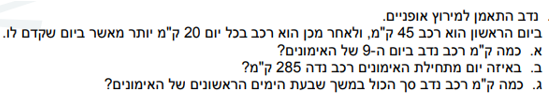 . נדב התאמן למירוץ אופניים.
ביום הראשון הוא רכב 45 ק"מ, ולאחר מכן הוא רכב בכל יום 20 ק"מ יותר מאשר ביום שקדם לו.
א. כמה ק"מ רכב נדב ביום ה-9 של האימונים?
ב. באיזה יום מתחילת האימונים רכב נדה 285 ק"מ?
ג. כמה ק"מ רכב נדב סך הכול במשך שבעת הימים הראשונים של האימונים?